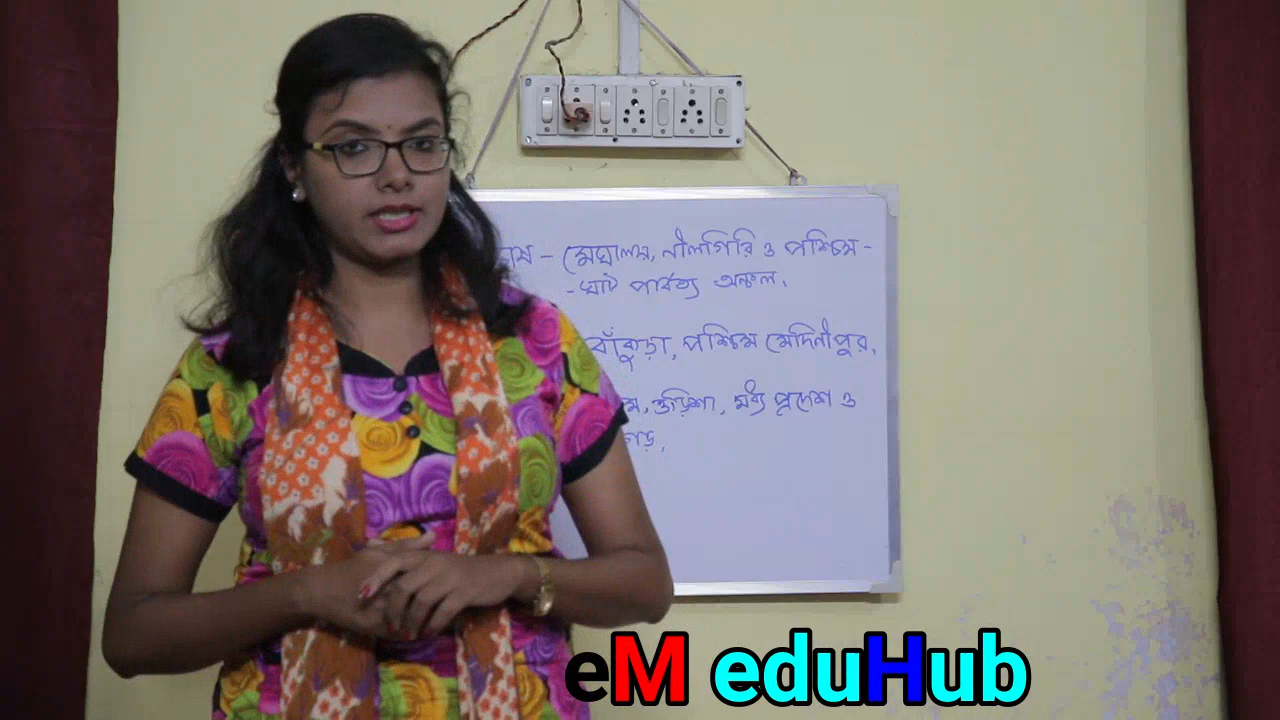 – মেঘালয়, নীলগিরি ও পশ্চিম –
- ঘাট পার্বত্য অঞ্চল.
বাঁকুড়া, পশ্চিম মেদিনীপুর,
ওড়িশা, মধ্য প্রদেশ ও
eM eduHub